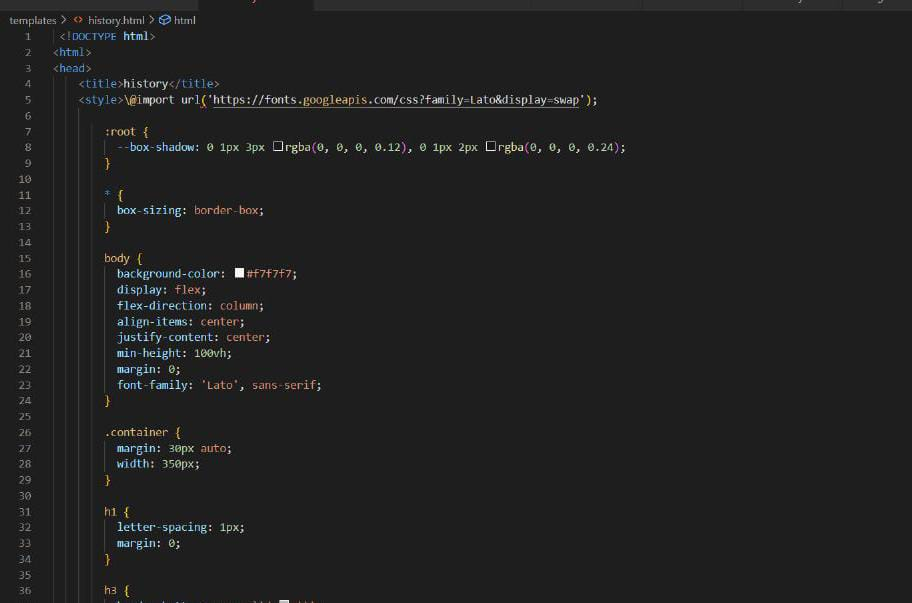 templates > <> history.html > html
1 <!DOCTYPE html>
2 <html>
3 <head>
4 <title>history</title>
5 <style>\@import url('https://fonts.googleapis.com/css?family=Lato&display=swap');
6
7 :root {
8 --box-shadow: 0 1px 3px rgba(0, 0, 0, 0.12), 0 1px 2px rgba(0, 0, 0, 0.24);
9 }
10
11 * {
12 box-sizing: border-box;
13 }
14
15 body {
16 background-color: #f7f7f7;
17 display: flex;
18 flex-direction: column;
19 align-items: center;
20 justify-content: center;
21 min-height: 100vh;
22 margin: 0;
23 font-family: 'Lato', sans-serif;
24 }
25
26 .container {
27 margin: 30px auto;
28 width: 350px;
29 }
30
31 h1 {
32 letter-spacing: 1px;
33 margin: 0;
34 }
35
36 h3 {